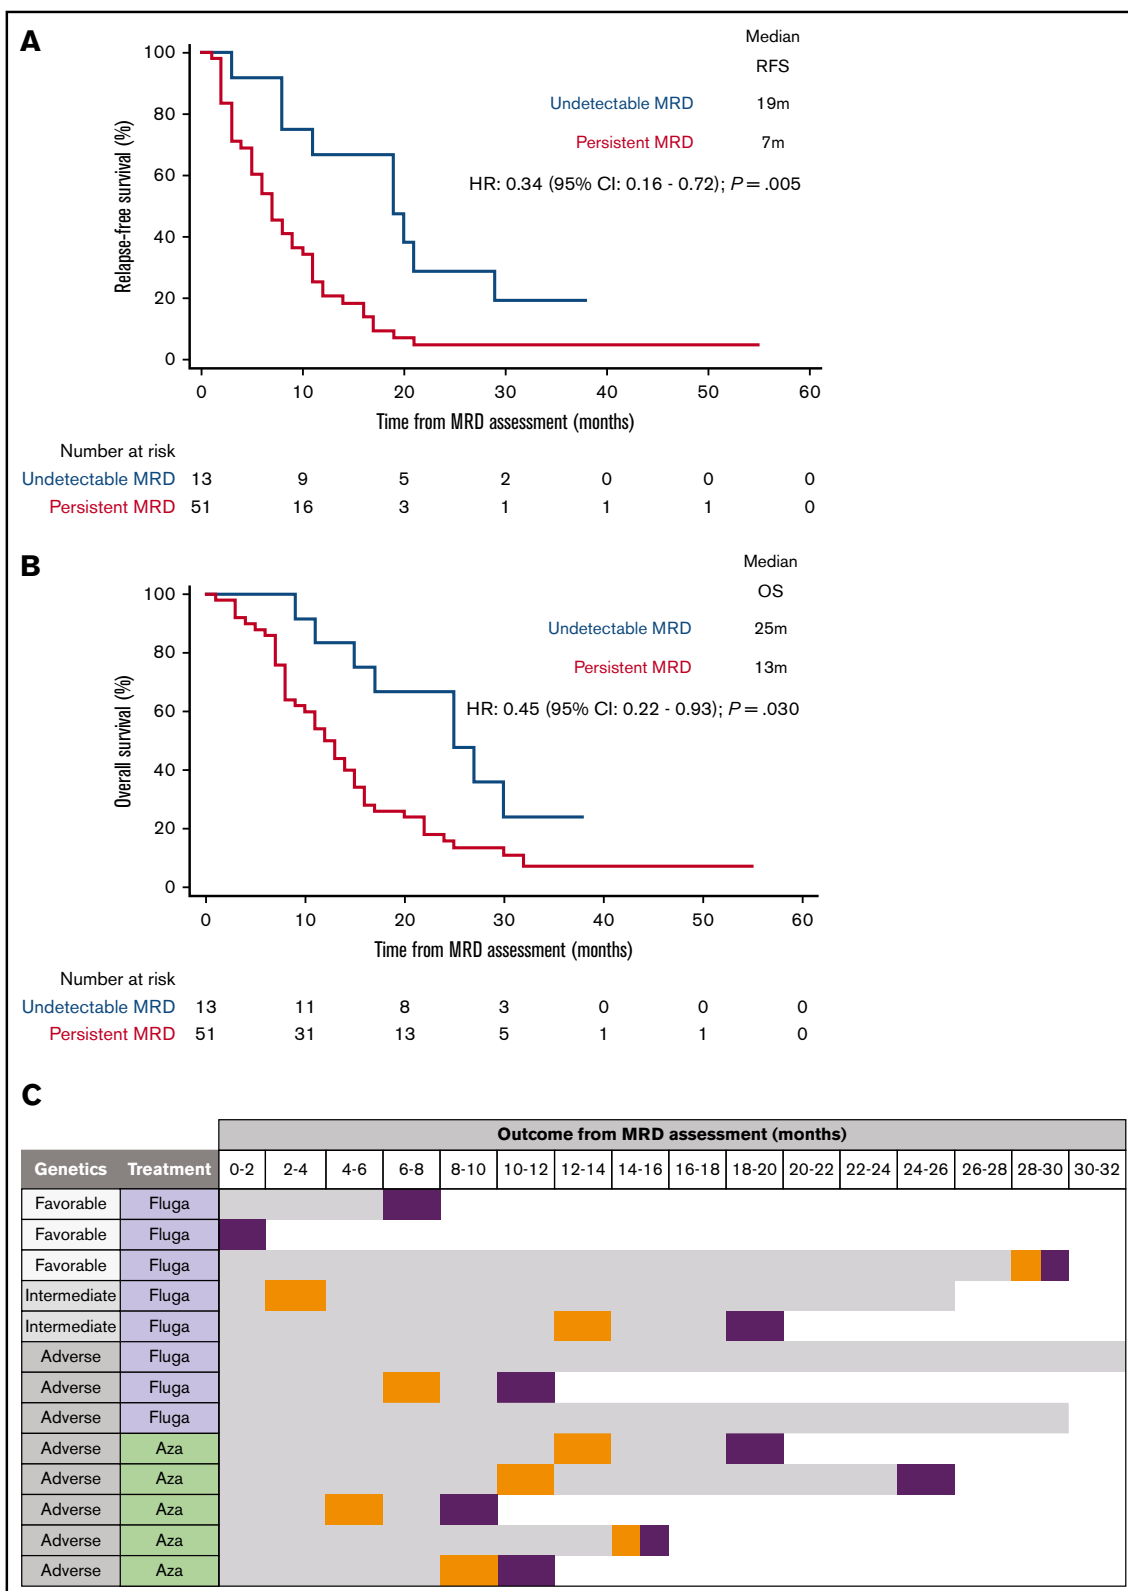 A
Median
RFS
Undetectable MRD 19m
Persistent MRD 7m
HR: 0.34 (95% CI: 0.16 - 0.72); P = .005
Relapse-free survival (%)
100
80
60
40
20
0
0 10 20 30 40 50 60
Time from MRD assessment (months)
Number at risk
Undetectable MRD 13 9 5 2 0 0 0
Persistent MRD 51 16 3 1 1 1 0
B
Median
OS
Undetectable MRD 25m
Persistent MRD 13m
HR: 0.45 (95% CI: 0.22 - 0.93); P = .030
Overall survival (%)
100
80
60
40
20
0
0 10 20 30 40 50 60
Time from MRD assessment (months)
Number at risk
Undetectable MRD 13 11 8 3 0 0 0
Persistent MRD 51 31 13 5 1 1 0
C
Outcome from MRD assessment (months)
Genetics Treatment 0-2 2-4 4-6 6-8 8-10 10-12 12-14 14-16 16-18 18-20 20-22 22-24 24-26 26-28 28-30 30-32
Favorable Fluga
Favorable Fluga
Favorable Fluga
Intermediate Fluga
Intermediate Fluga
Adverse Fluga
Adverse Fluga
Adverse Fluga
Adverse Aza
Adverse Aza
Adverse Aza
Adverse Aza
Adverse Aza